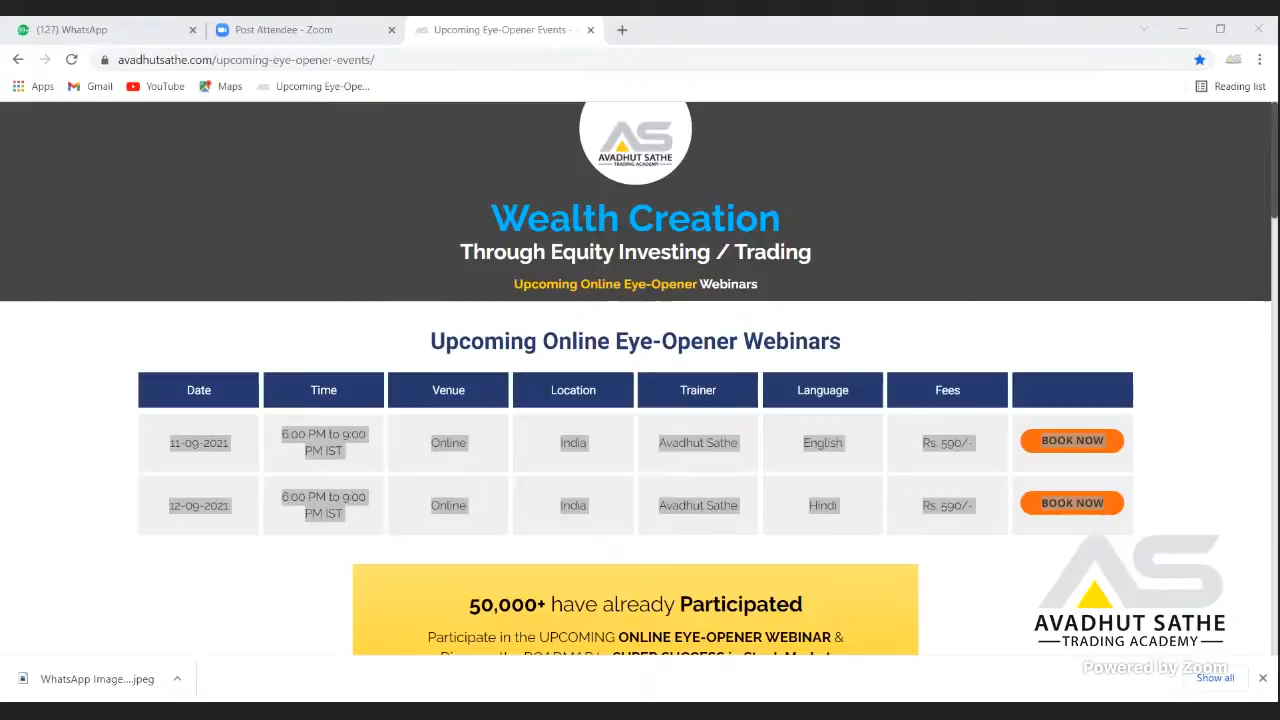 (127) WhatsApp
Post Attendee - Zoom
Upcoming Eye-Opener Events -
avadhutsathe.com/upcoming-eye-opener-events/
Apps Gmail YouTube Maps Upcoming Eye-Ope... Reading list
AS
AVADHUT SATHE
TRADING ACADEMY
Wealth Creation
Through Equity Investing / Trading
Upcoming Online Eye-Opener Webinars
Upcoming Online Eye-Opener Webinars
Date Time Venue Location Trainer Language Fees
11-09-2021 6:00 PM to 9:00 PM IST Online India Avadhut Sathe English Rs. 590/- BOOK NOW
12-09-2021 6:00 PM to 9:00 PM IST Online India Avadhut Sathe Hindi Rs. 590/- BOOK NOW
50,000+ have already Participated
Participate in the UPCOMING ONLINE EYE-OPENER WEBINAR &
AS
AVADHUT SATHE
TRADING ACADEMY
Powered by Zoom
WhatsApp Image....jpeg
Show all